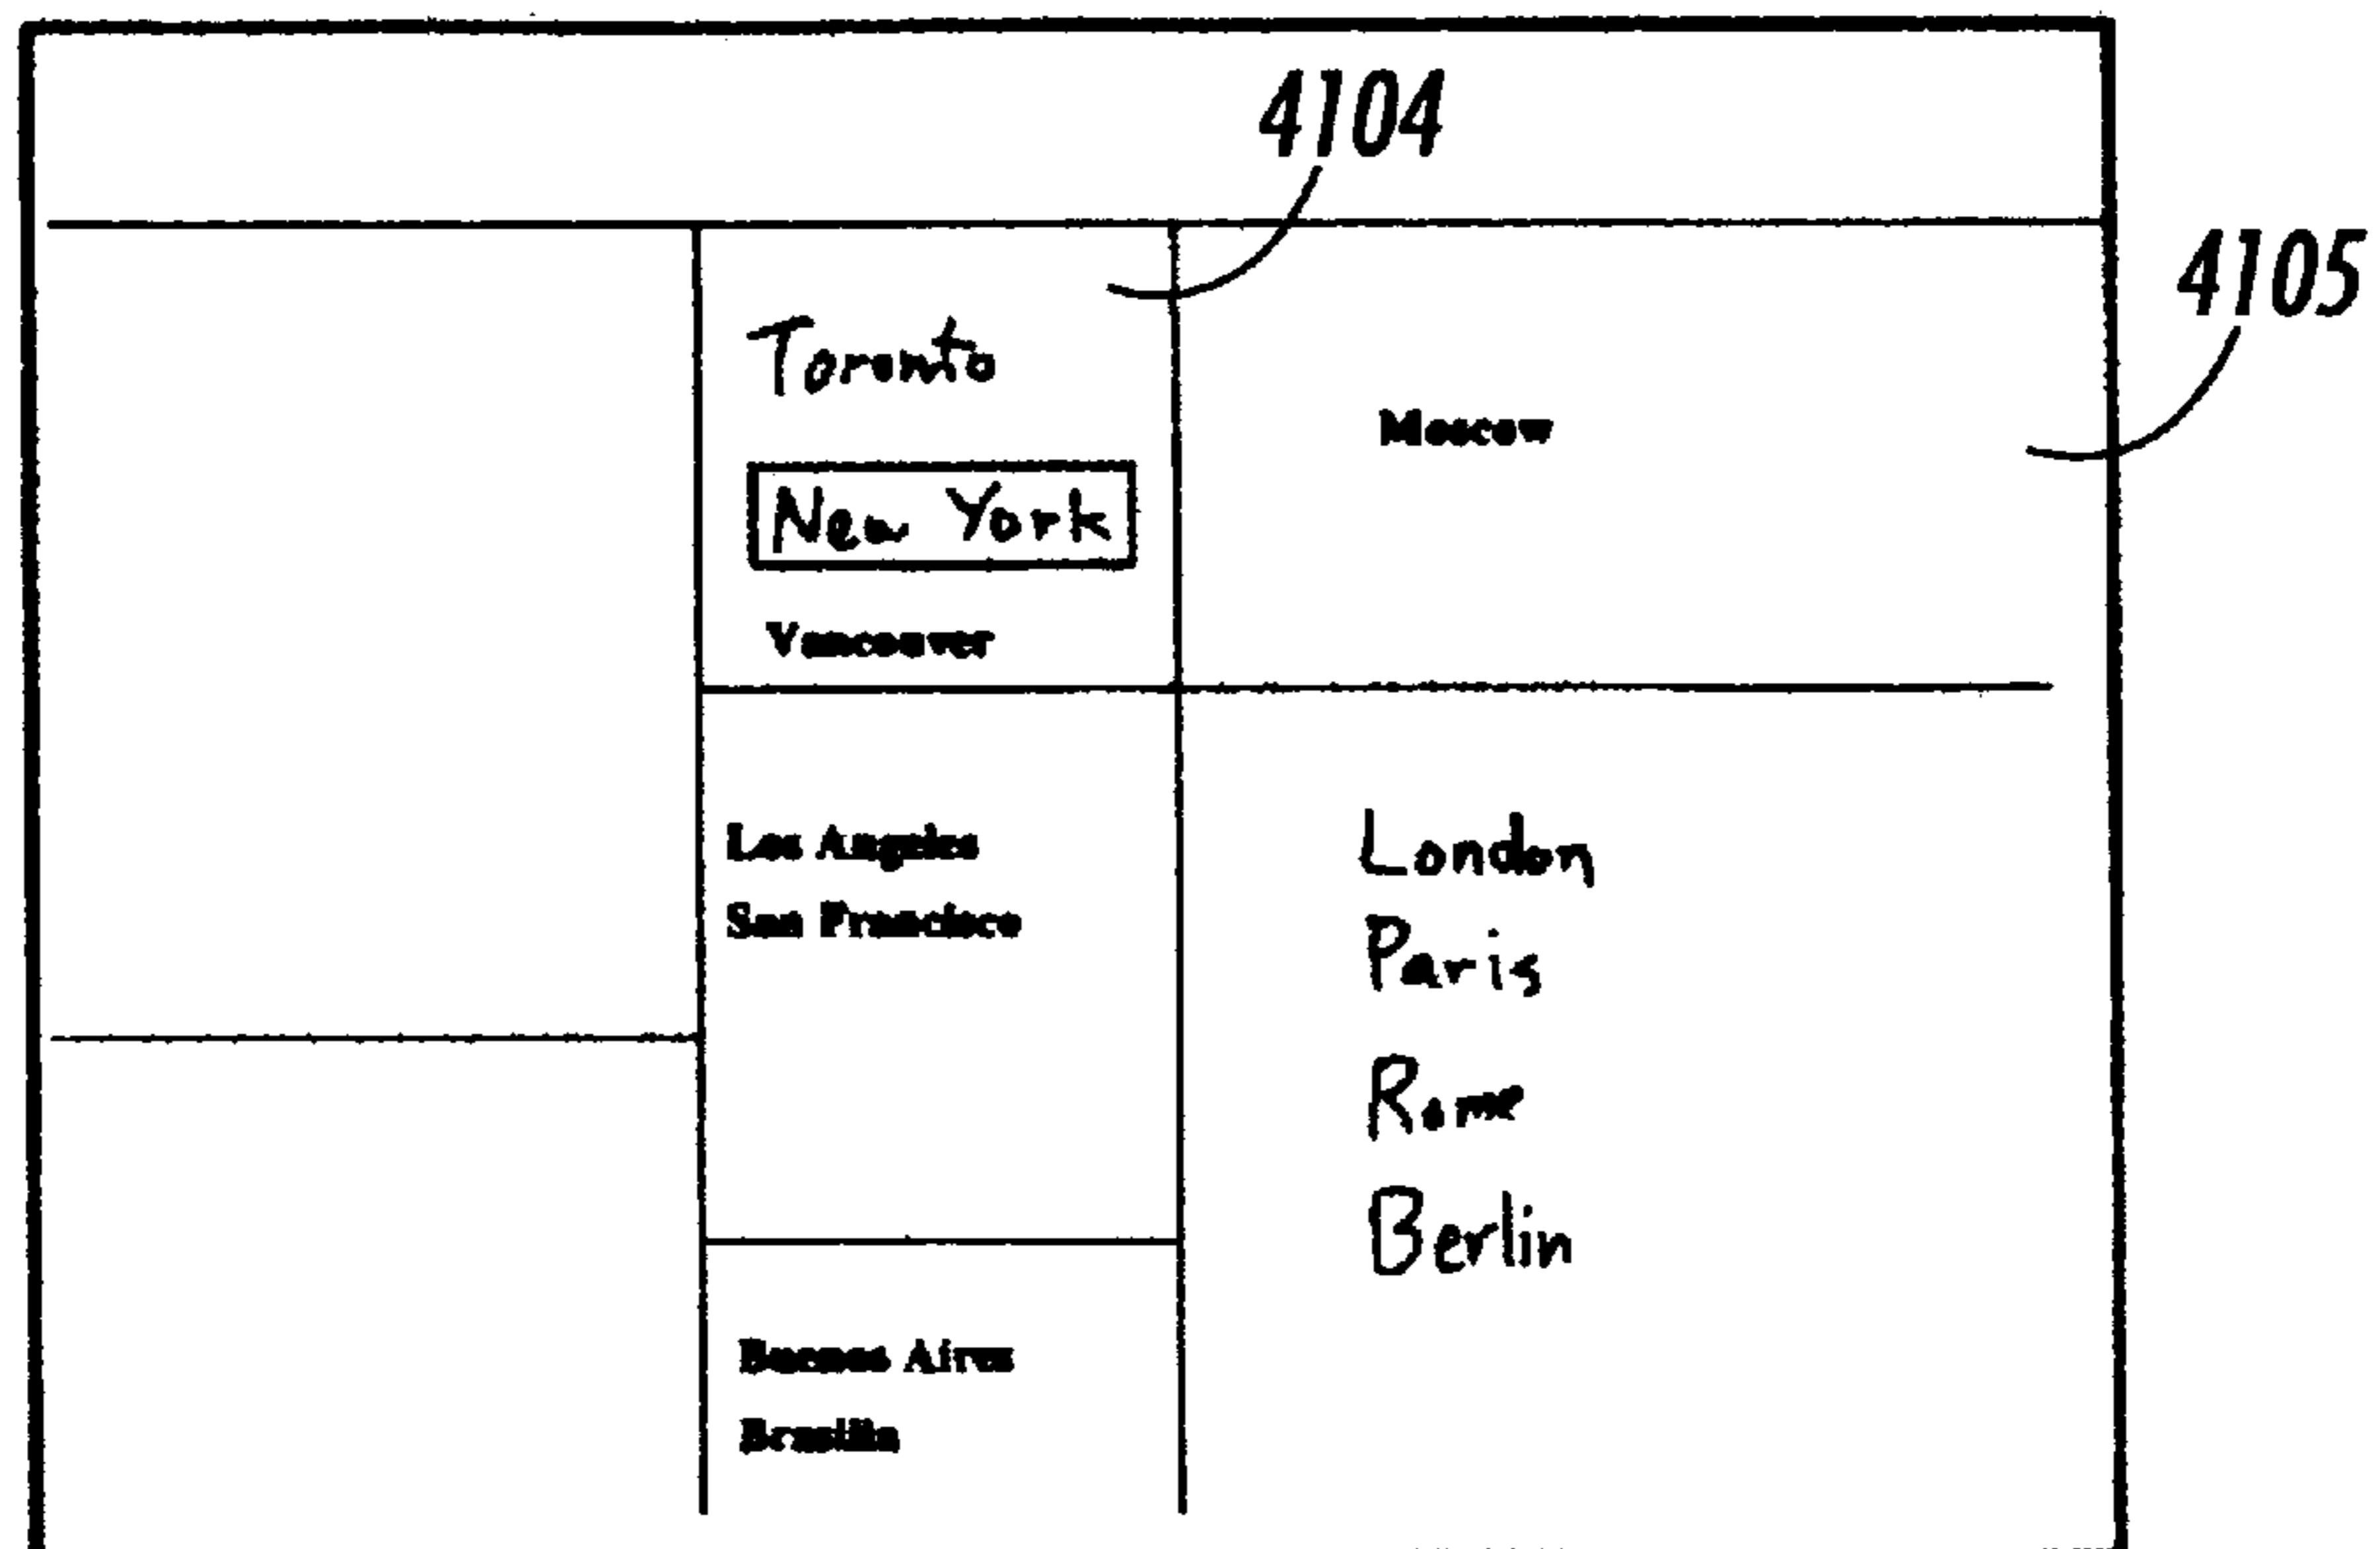 4104
4105
Toronto
New York
Vancouver
Moscow
Los Angeles
San Francisco
London
Paris
Rome
Berlin
Buenos Aires
Brasilia